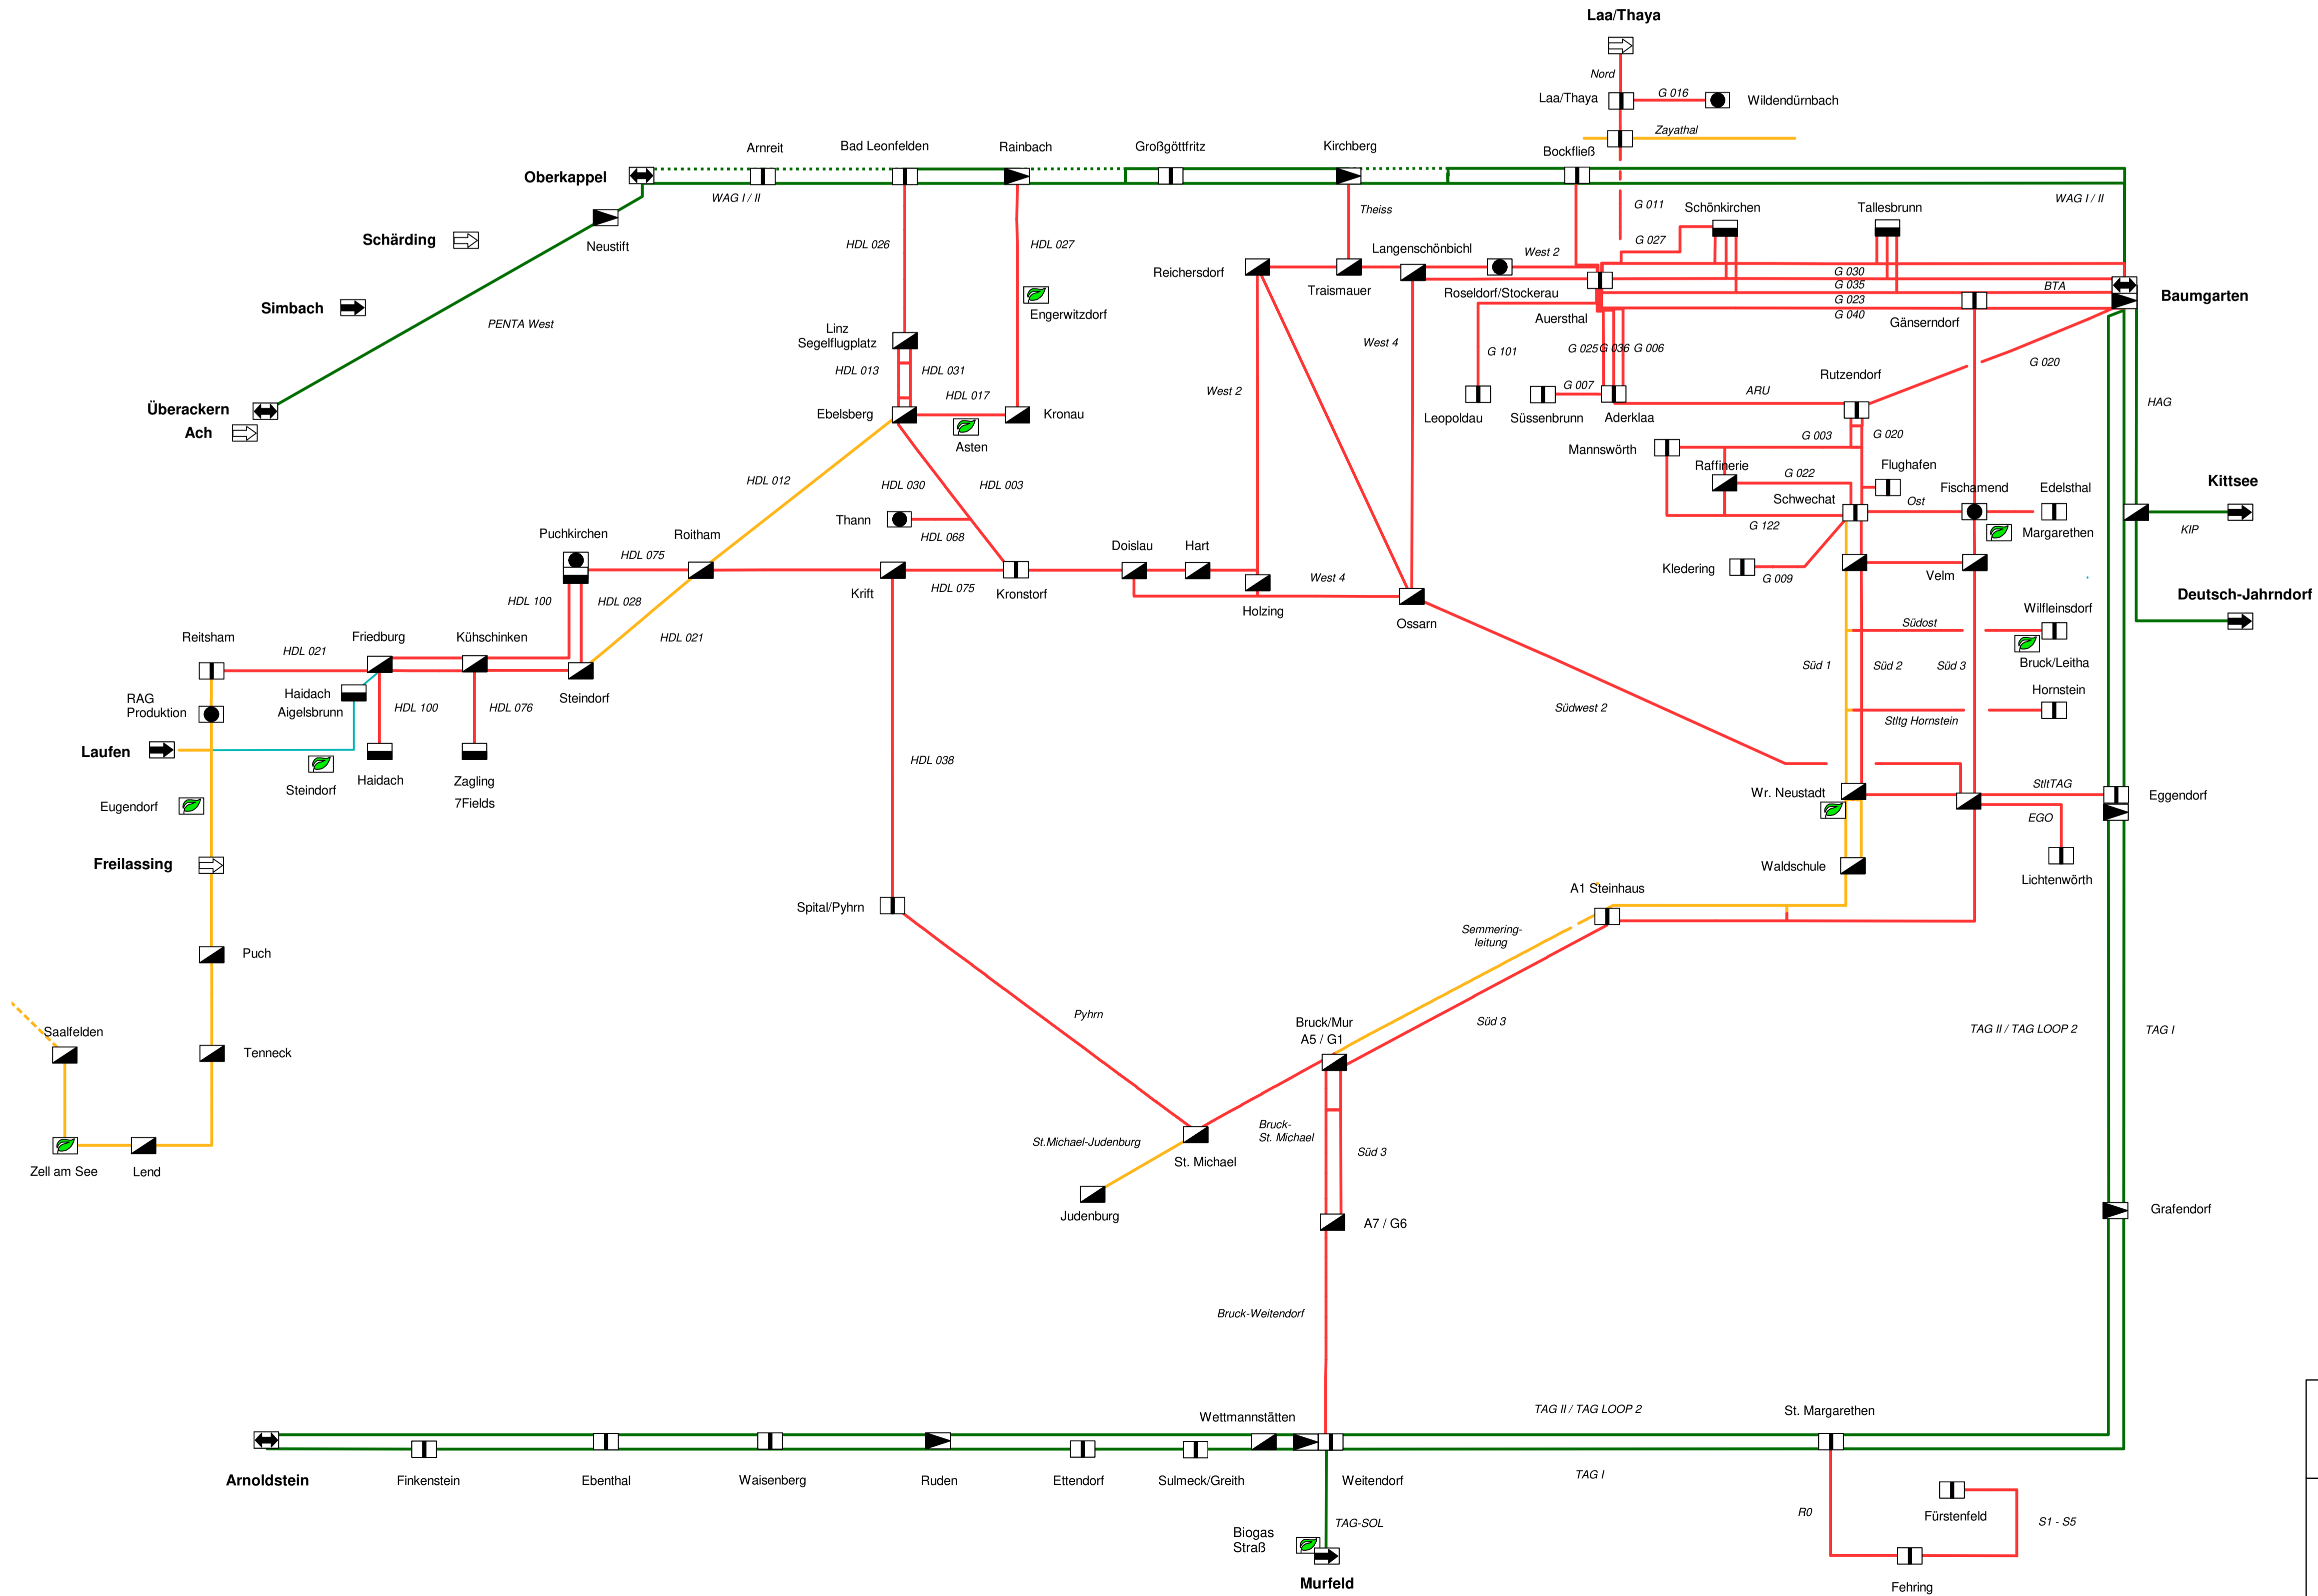 Laa/Thaya
Nord
Laa/Thaya
G 016
Wildendürnbach
Zayathal
Bockfließ
Arnreit
Bad Leonfelden
Rainbach
Großgöttfritz
Kirchberg
Oberkappel
WAG I / II
WAG I / II
Neustift
Schärding
Simbach
PENTA West
Überackern
Ach
HDL 026
HDL 027
Theiss
G 011
Schönkirchen
Tallesbrunn
G 027
Langenschönbichl
West 2
Reichersdorf
Traismauer
Roseldorf/Stockerau
Auersthal
G 030
G 035
G 023
G 040
BTA
Gänserndorf
Baumgarten
Engerwitzdorf
Linz
Segelflugplatz
HDL 013
HDL 031
HDL 017
Ebelsberg
Kronau
Asten
West 4
West 2
G 101
G 025
G 036
G 006
G 007
Leopoldau
Süssenbrunn
Aderklaa
ARU
Rutzendorf
G 020
HAG
Mannswörth
G 003
G 020
Raffinerie
G 022
Flughafen
Schwechat
Ost
Fischamend
Edelsthal
Margarethen
Kittsee
KIP
G 122
Kledering
G 009
Velm
HDL 012
HDL 030
HDL 003
Thann
HDL 068
Puchkirchen
HDL 075
Roitham
Krift
HDL 075
Kronstorf
Doislau
Hart
West 4
Holzing
Ossarn
HDL 100
HDL 028
HDL 021
Reitsham
HDL 021
Friedburg
Kühschinken
Steindorf
RAG
Produktion
Haidach
Aigelsbrunn
HDL 100
HDL 076
Laufen
Steindorf
Haidach
Zagling
7Fields
Eugendorf
Freilassing
Puch
Tenneck
Saalfelden
Zell am See
Lend
HDL 038
Spital/Pyhrn
Pyhrn
Südwest 2
Südost
Wilfleinsdorf
Bruck/Leitha
Deutsch-Jahrndorf
Süd 1
Süd 2
Süd 3
Hornstein
Stltg Hornstein
Wr. Neustadt
StltTAG
Eggendorf
EGO
Lichtenwörth
Waldschule
A1 Steinhaus
Semmering-
leitung
Süd 3
Bruck/Mur
A5 / G1
TAG II / TAG LOOP 2
TAG I
St.Michael-Judenburg
Bruck-
St. Michael
Süd 3
St. Michael
Judenburg
A7 / G6
Grafendorf
Bruck-Weitendorf
Wettmannstätten
TAG II / TAG LOOP 2
St. Margarethen
Arnoldstein
Finkenstein
Ebenthal
Waisenberg
Ruden
Ettendorf
Sulmeck/Greith
Weitendorf
TAG I
Biogas
Straß
TAG-SOL
Murfeld
R0
Fürstenfeld
S1 - S5
Fehring